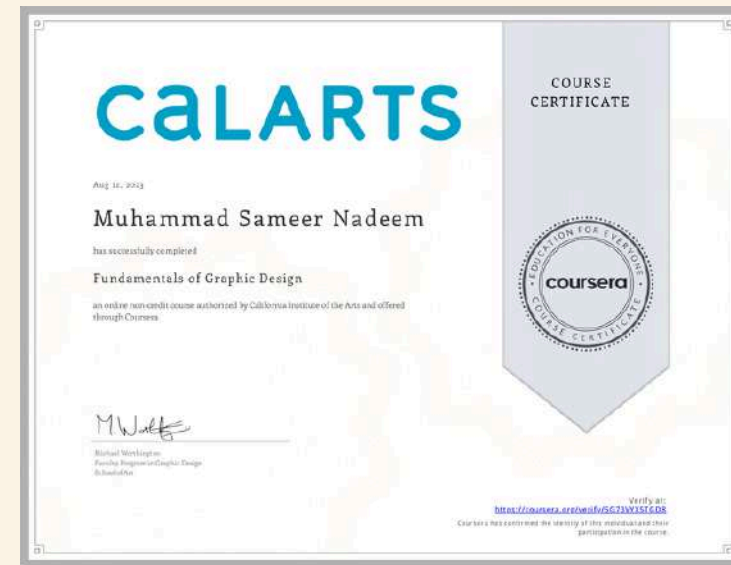 CALARTS
COURSE
CERTIFICATE
Muhammad Sameer Nadeem
has successfully completed
Fundamentals of Graphic Design
an online non-credit course authorized by California Institute of the Arts and offered
through Coursera
EDUCATION FOR EVERYONE
coursera
COURSE CERTIFICATE
Michael Worthington
Faculty, Program in Graphic Design
School of Art
Verify at:
Coursera has confirmed the identity of this individual and their
participation in the course.